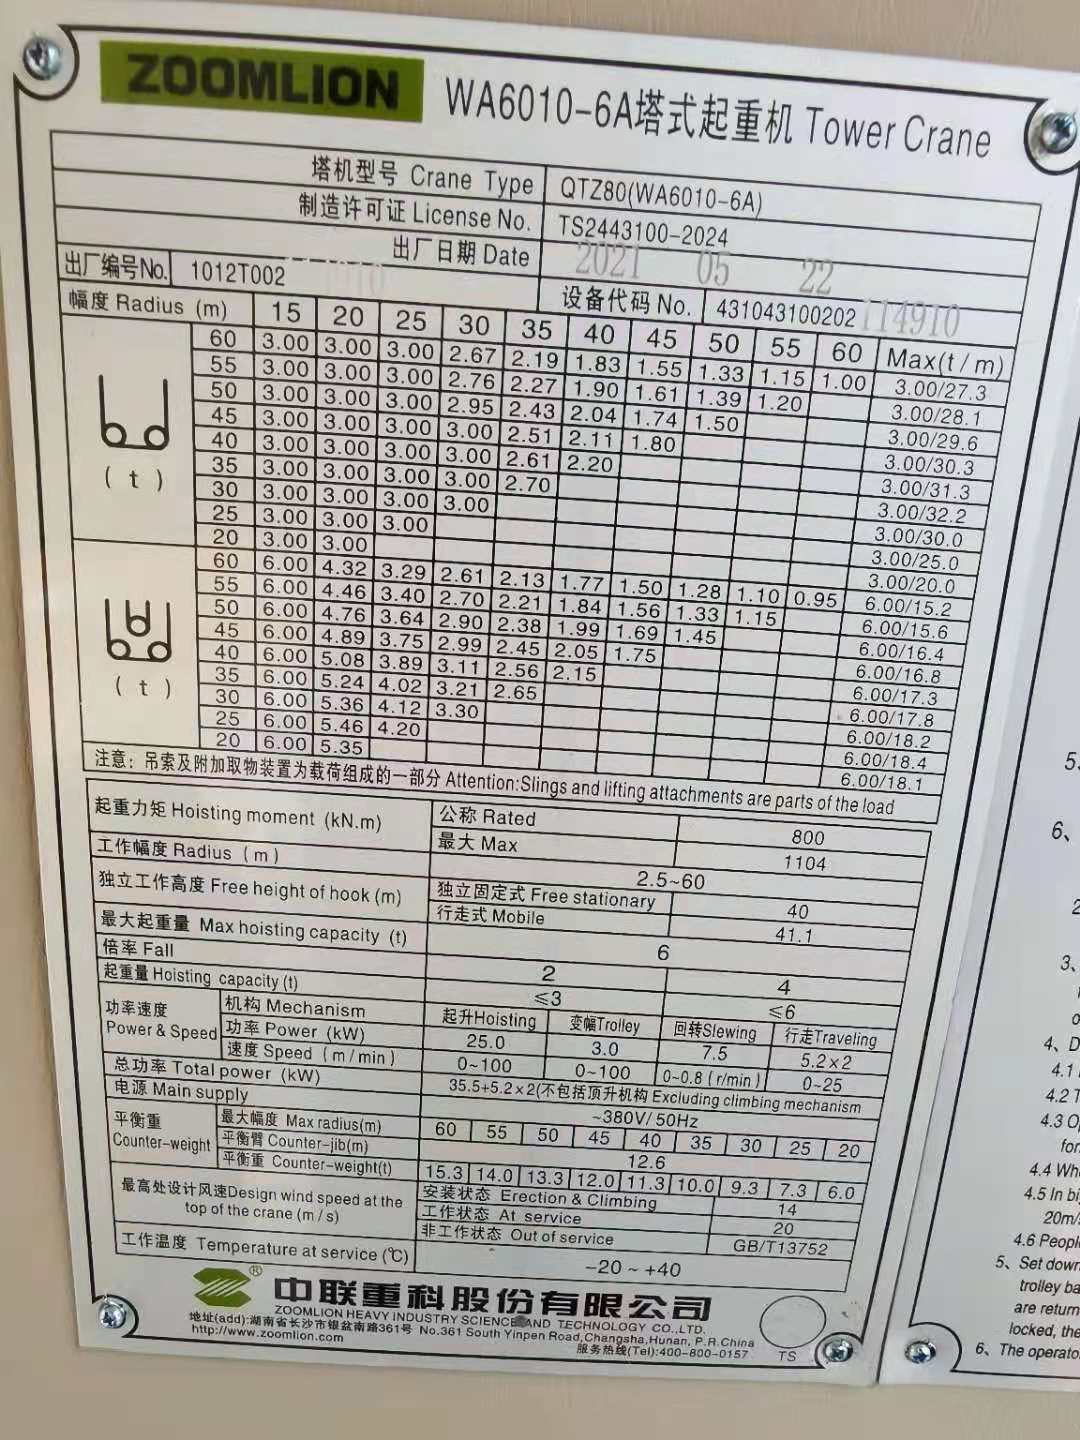 ZOOMLION WA6010-6A塔式起重机 Tower Crane
塔机型号 Crane Type QTZ80(WA6010-6A)
制造许可证 License No. TS2443100-2024
出厂日期 Date 2021 05 22
出厂编号No. 1012T002 设备代码 No. 431043100202 114910
幅度 Radius (m) 15 20 25 30 35 40 45 50 55 60 Max(t / m)
60 3.00 3.00 3.00 2.67 2.19 1.83 1.55 1.33 1.15 1.00 3.00/27.3
55 3.00 3.00 3.00 2.76 2.27 1.90 1.61 1.39 1.20 3.00/28.1
50 3.00 3.00 3.00 2.95 2.43 2.04 1.74 1.50 3.00/29.6
45 3.00 3.00 3.00 3.00 2.51 2.11 1.80 3.00/30.3
40 3.00 3.00 3.00 3.00 2.61 2.20 3.00/31.3
( t )
35 3.00 3.00 3.00 3.00 2.70 3.00/32.2
30 3.00 3.00 3.00 3.00 3.00/30.0
25 3.00 3.00 3.00 3.00/25.0
20 3.00 3.00 3.00/20.0
60 6.00 4.32 3.29 2.61 2.13 1.77 1.50 1.28 1.10 0.95 6.00/15.2
55 6.00 4.46 3.40 2.70 2.21 1.84 1.56 1.33 1.15 6.00/15.6
50 6.00 4.76 3.64 2.90 2.38 1.99 1.69 1.45 6.00/16.4
45 6.00 4.89 3.75 2.99 2.45 2.05 1.75 6.00/16.8
40 6.00 5.08 3.89 3.11 2.56 2.15 6.00/17.3
( t )
35 6.00 5.24 4.02 3.21 2.65 6.00/17.8
30 6.00 5.36 4.12 3.30 6.00/18.2
25 6.00 5.46 4.20 6.00/18.4
20 6.00 5.35 6.00/18.1
注意: 吊索及附加取物装置为载荷组成的一部分 Attention:Slings and lifting attachments are parts of the load
起重力矩 Hoisting moment (kN.m) 公称 Rated 800
最大 Max 1104
工作幅度 Radius ( m ) 2.5~60
独立工作高度 Free height of hook (m) 独立固定式 Free stationary 40
行走式 Mobile 41.1
最大起重量 Max hoisting capacity (t) 6
倍率 Fall 2 4
起重量 Hoisting capacity(t) ≤3 ≤6
功率速度 Power & Speed 机构 Mechanism 起升Hoisting 变幅Trolley 回转Slewing 行走Traveling
功率 Power (kW) 25.0 3.0 7.5 5.2×2
速度 Speed ( m / min ) 0~100 0~100 0~0.8 ( r/min ) 0~25
总功率 Total power (kW) 35.5+5.2×2(不包括顶升机构 Excluding climbing mechanism
电源 Main supply ~380V/ 50Hz
平衡重 Counter-weight 最大幅度 Max radius(m) 60 55 50 45 40 35 30 25 20
平衡臂 Counter-jib(m) 12.6
平衡重 Counter-weight(t) 15.3 14.0 13.3 12.0 11.3 10.0 9.3 7.3 6.0
最高处设计风速Design wind speed at the top of the crane (m / s) 安装状态 Erection & Climbing 14
工作状态 At service 20
非工作状态 Out of service GB/T13752
工作温度 Temperature at service (℃) -20 ~ +40
® 中联重科股份有限公司
ZOOMLION HEAVY INDUSTRY SCIENCE AND TECHNOLOGY CO.,LTD.
地址(add):湖南省长沙市银盆南路361号 No.361 South Yinpen Road,Changsha,Hunan, P.R.China
http://www.zoomlion.com 服务热线(Tel):400-800-0157
TS
5、
6、
2
3、
4、D
4.1
4.2 T
4.3 Op
for
4.4 Whe
4.5 In bi
20m/
4.6 People
5、Set down
trolley ba
are return
locked, the
6、The operato